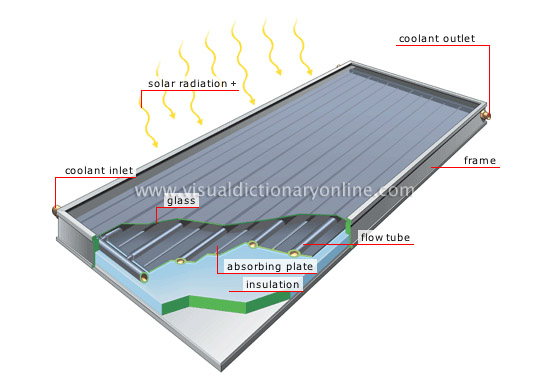 coolant outlet
solar radiation +
frame
coolant inlet
www.visualdictionaryonline.com
glass
flow tube
absorbing plate
insulation